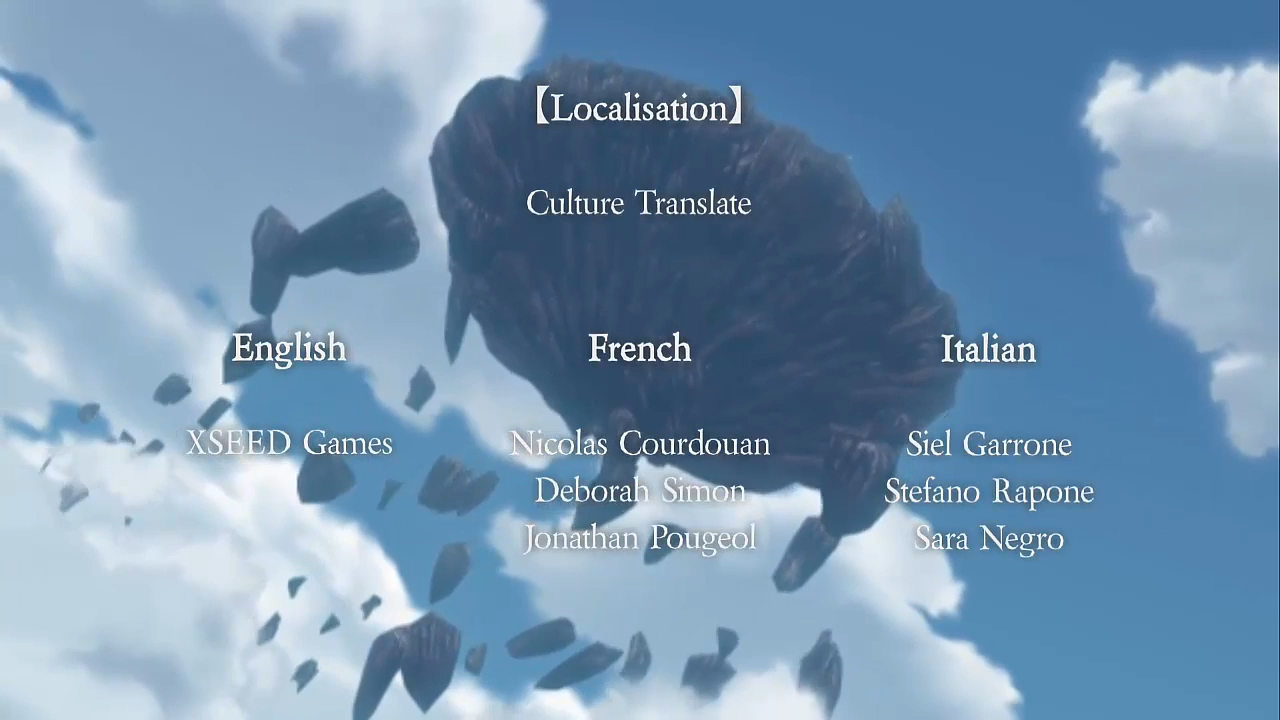 【Localisation】
Culture Translate
English
XSEED Games
French
Nicolas Courdouan
Deborah Simon
Jonathan Pougeol
Italian
Siel Garrone
Stefano Rapone
Sara Negro